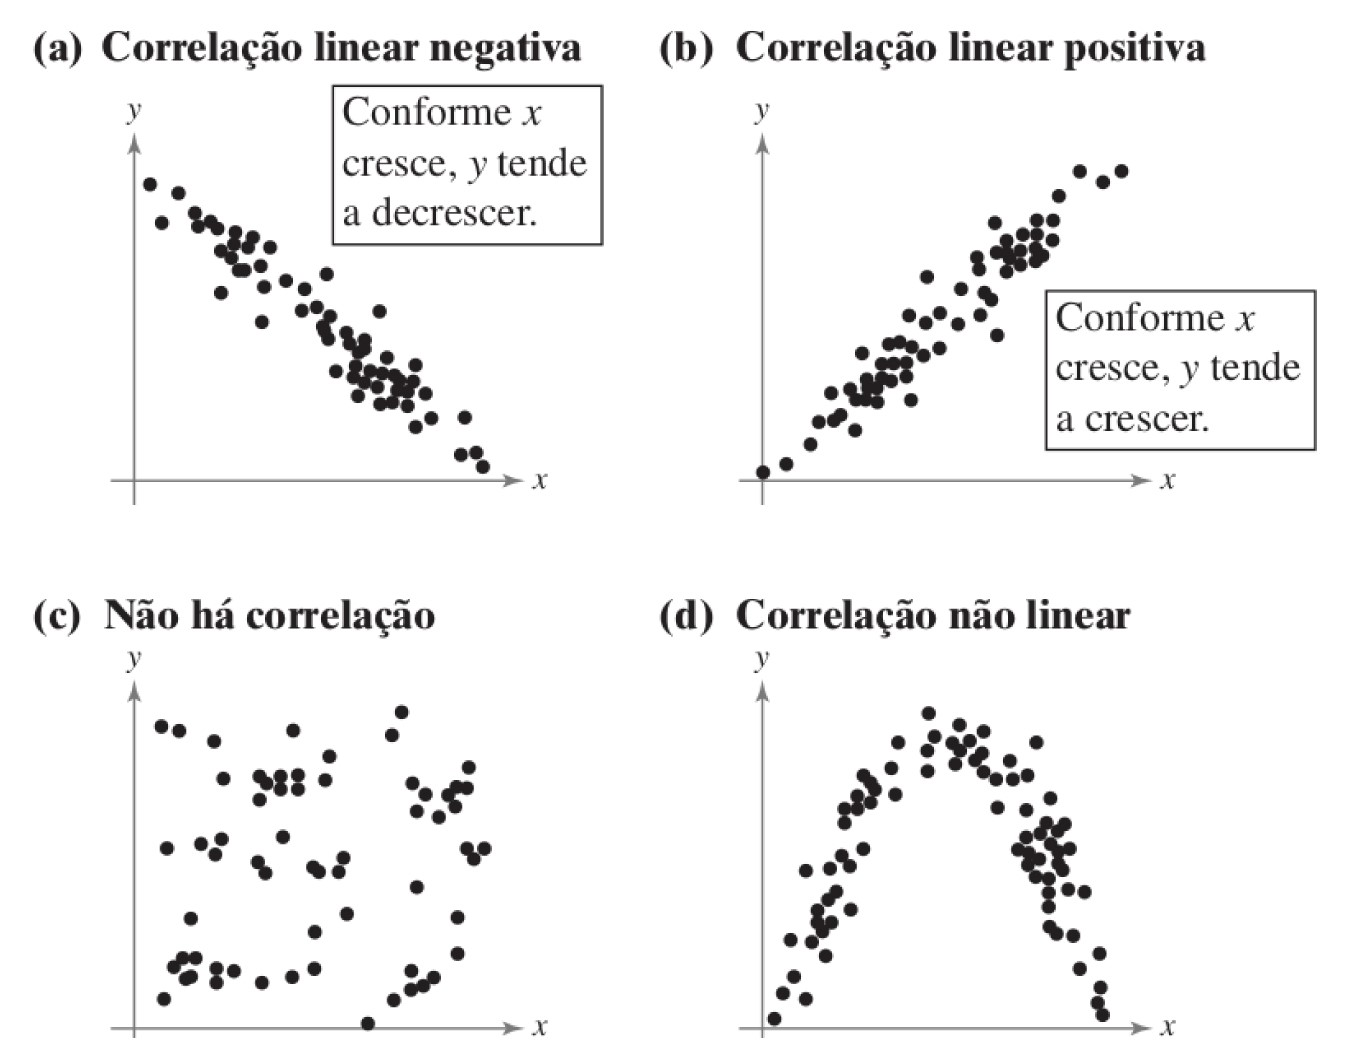 (a) Correlação linear negativa
y
Conforme x
cresce, y tende
a decrescer.
x
(b) Correlação linear positiva
y
Conforme x
cresce, y tende
a crescer.
x
(c) Não há correlação
y
x
(d) Correlação não linear
y
x